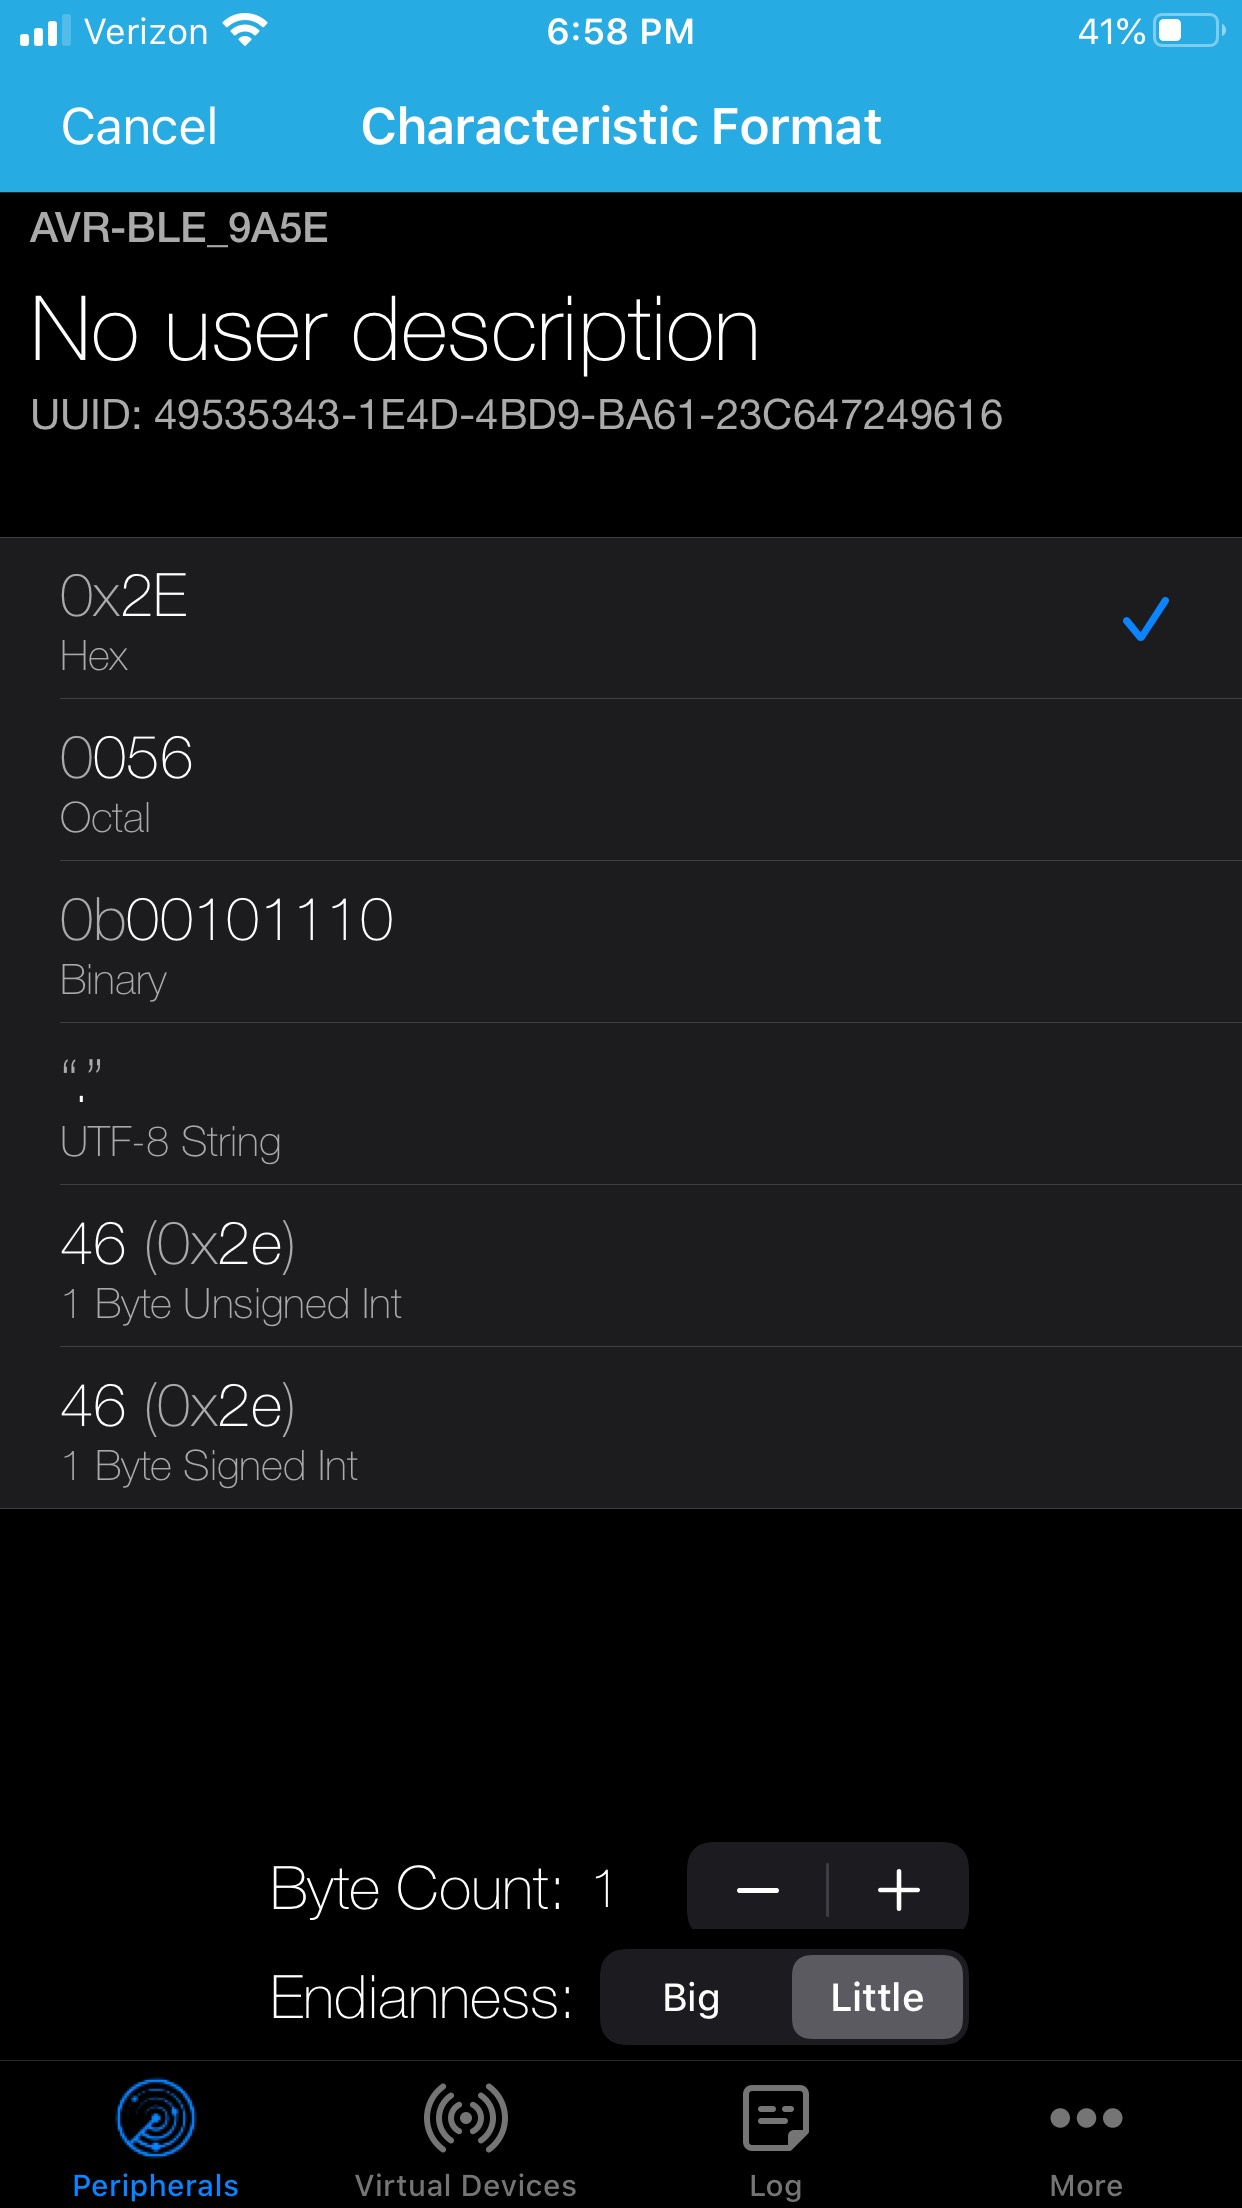 Verizon 6:58 PM 41%
Cancel Characteristic Format
AVR-BLE_9A5E
No user description
UUID: 49535343-1E4D-4BD9-BA61-23C647249616
0x2E
Hex
0056
Octal
0b00101110
Binary
“.”
UTF-8 String
46 (0x2e)
1 Byte Unsigned Int
46 (0x2e)
1 Byte Signed Int
Byte Count: 1 − +
Endianness: Big Little
Peripherals Virtual Devices Log More